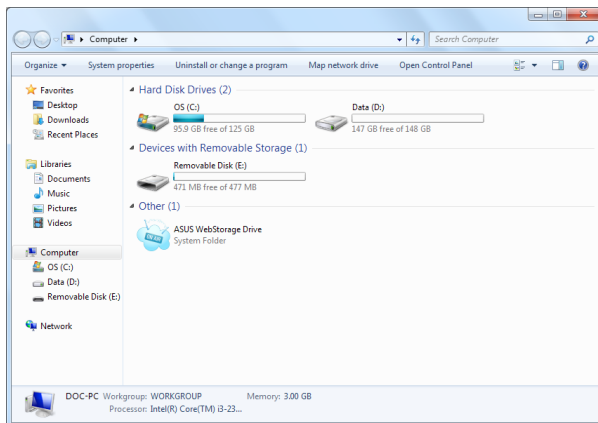 Computer
Search Computer
Organize
System properties
Uninstall or change a program
Map network drive
Open Control Panel
Favorites
Desktop
Downloads
Recent Places
Libraries
Documents
Music
Pictures
Videos
Computer
OS (C:)
Data (D:)
Removable Disk (E:)
Network
Hard Disk Drives (2)
OS (C:)
95.9 GB free of 125 GB
Data (D:)
147 GB free of 148 GB
Devices with Removable Storage (1)
Removable Disk (E:)
471 MB free of 477 MB
Other (1)
ASUS WebStorage Drive
System Folder
DOC-PC Workgroup: WORKGROUP Memory: 3.00 GB
Processor: Intel(R) Core(TM) i3-23...